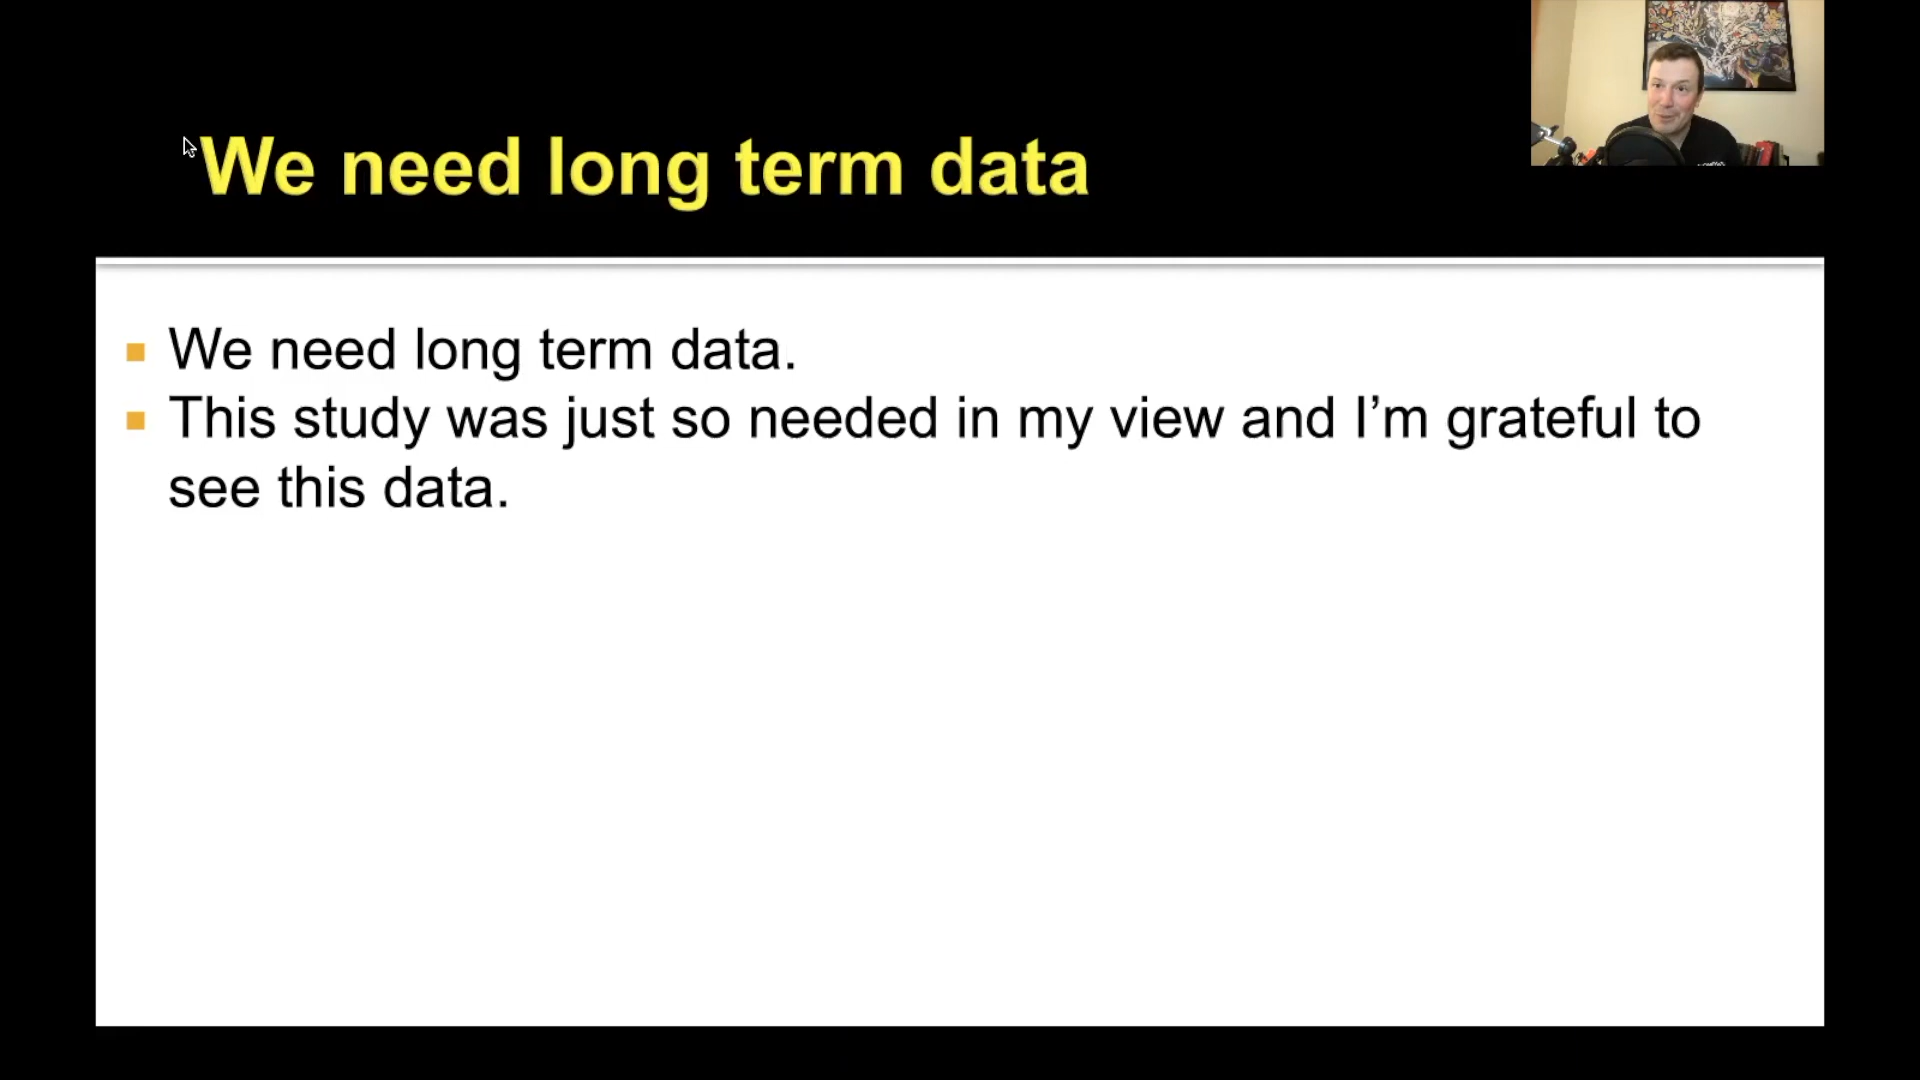 We need long term data
We need long term data.
This study was just so needed in my view and I’m grateful to
see this data.